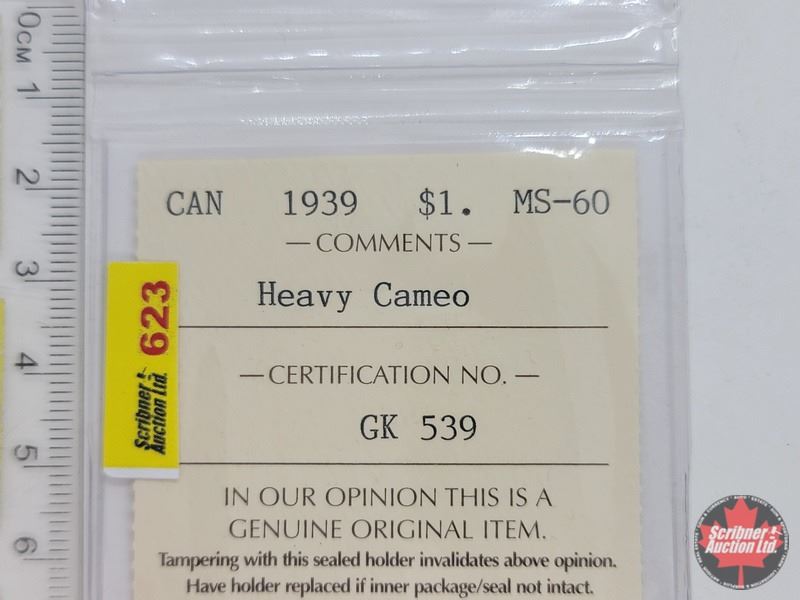 0CM 1 2 3 4 5 6
CAN 1939 $1. MS-60
— COMMENTS —
Heavy Cameo
— CERTIFICATION NO. —
GK 539
IN OUR OPINION THIS IS A
GENUINE ORIGINAL ITEM.
Tampering with this sealed holder invalidates above opinion.
Have holder replaced if inner package/seal not intact.
623
Scribner
Auction Ltd.
Scribner
Auction Ltd.